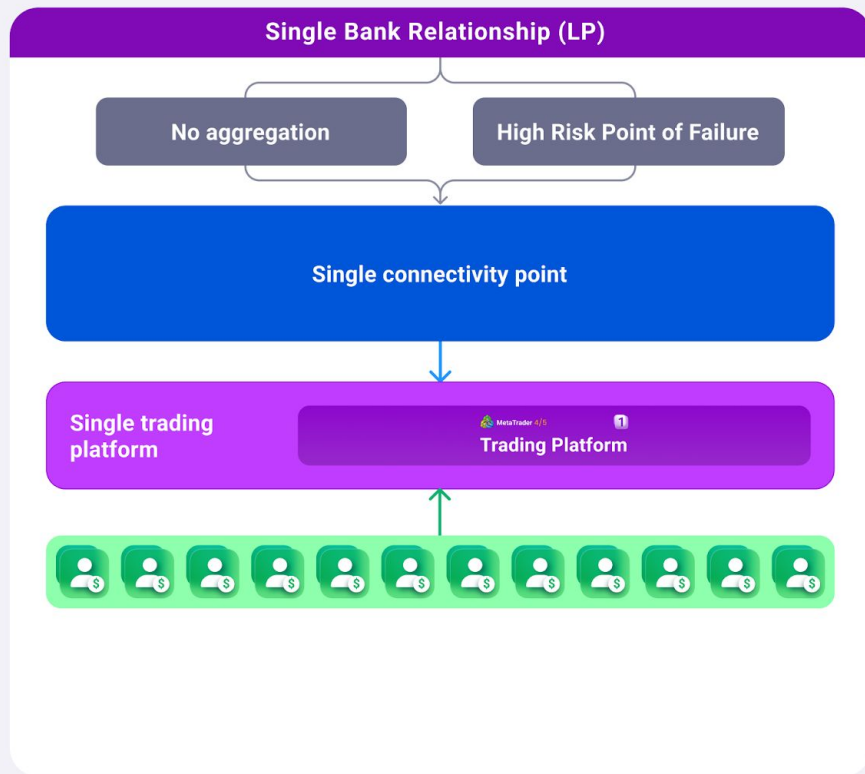 Single Bank Relationship (LP)
No aggregation
High Risk Point of Failure
Single connectivity point
Single trading
platform
MetaTrader 4/5
1
Trading Platform
$ $ $ $ $ $ $ $ $ $ $ $